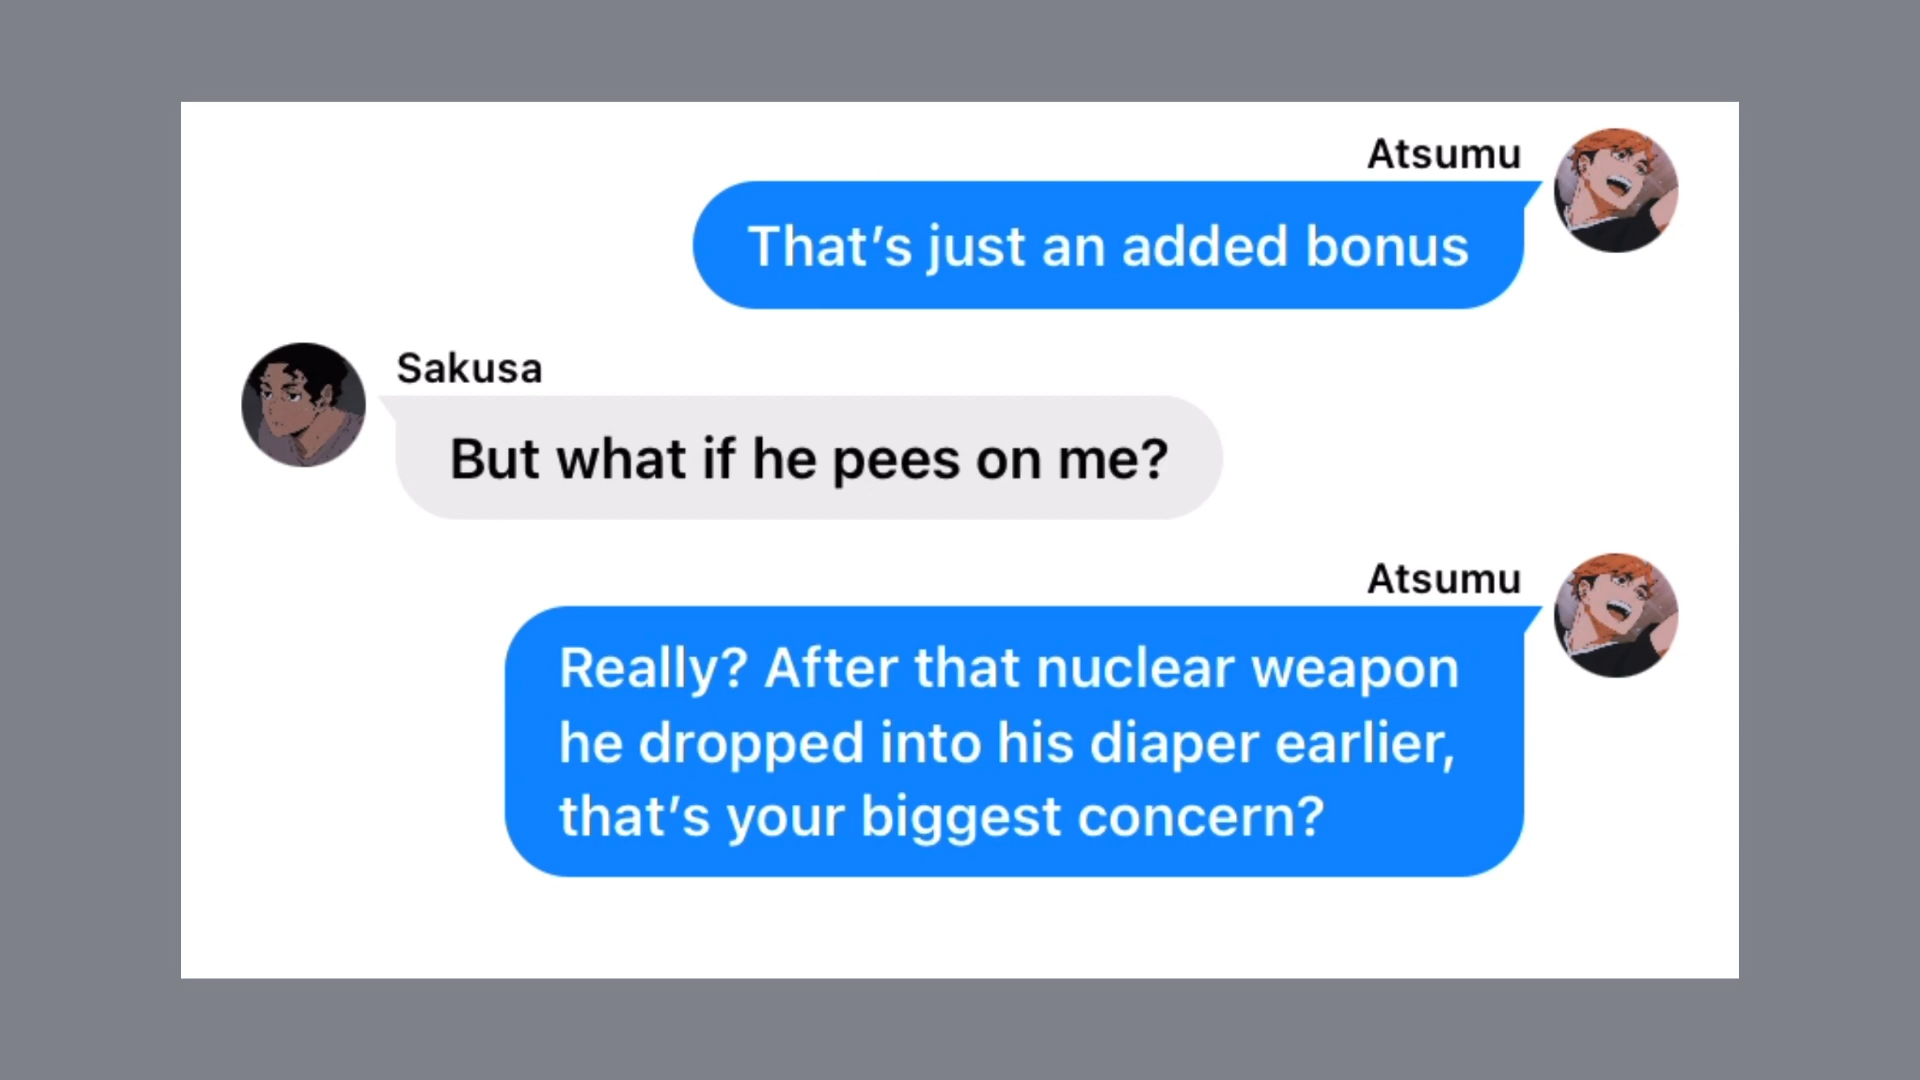 Atsumu
That’s just an added bonus
Sakusa
But what if he pees on me?
Atsumu
Really? After that nuclear weapon
he dropped into his diaper earlier,
that’s your biggest concern?